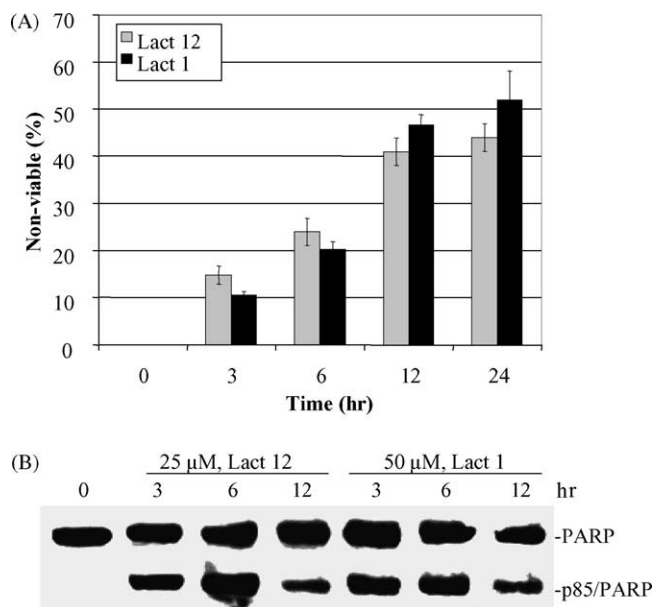 (A)
70
60
50
40
30
20
10
0
Non-viable (%)
Lact 12
Lact 1
0 3 6 12 24
Time (hr)
(B)
25 µM, Lact 12 50 µM, Lact 1
0 3 6 12 3 6 12 hr
-PARP
-p85/PARP